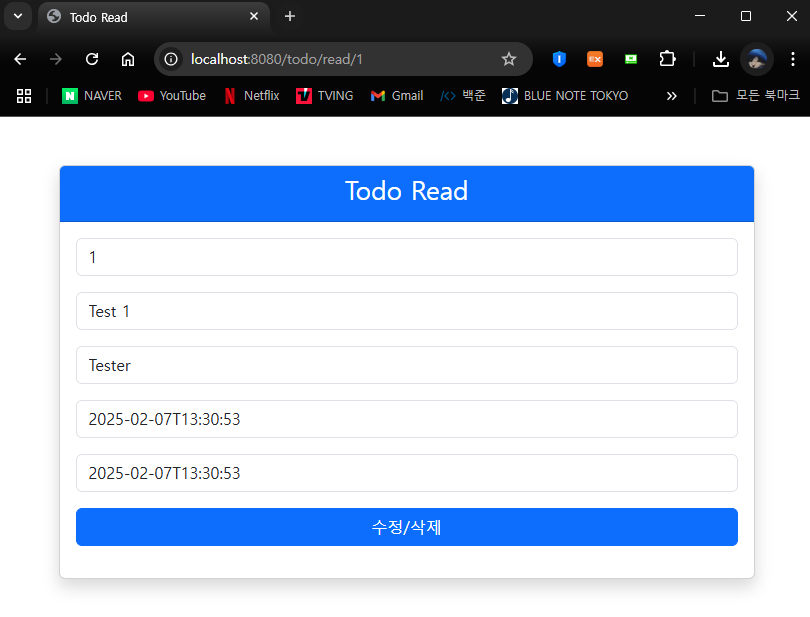 Todo Read
localhost:8080/todo/read/1
NAVER YouTube Netflix TVING Gmail 백준 BLUE NOTE TOKYO 모든 북마크
Todo Read
1
Test 1
Tester
2025-02-07T13:30:53
2025-02-07T13:30:53
수정/삭제